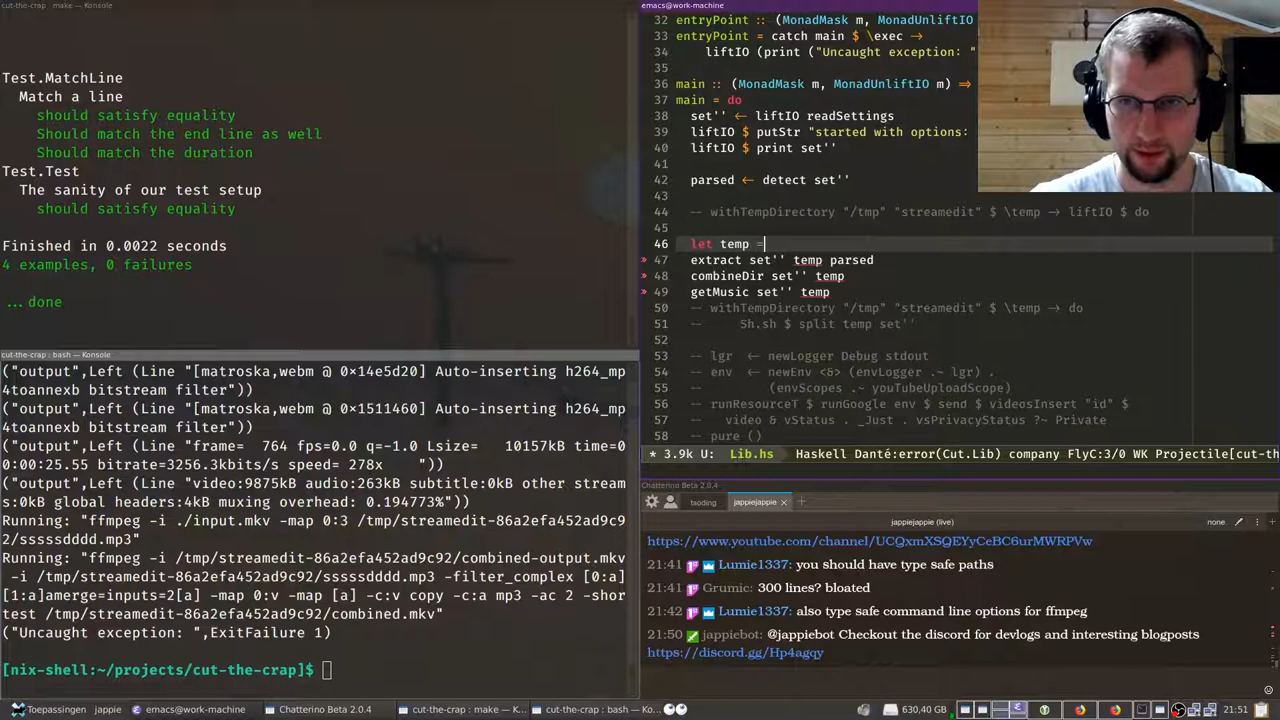 cut-the-crap : make — Konsole
Test.MatchLine
Match a line
should satisfy equality
Should match the end line as well
Should match the duration
Test.Test
The sanity of our test setup
should satisfy equality
Finished in 0.0022 seconds
4 examples, 0 failures
...done
cut-the-crap : bash — Konsole
("output",Left (Line "[matroska,webm @ 0×14e5d20] Auto-inserting h264_mp
4toannexb bitstream filter"))
("output",Left (Line "[matroska,webm @ 0×1511460] Auto-inserting h264_mp
4toannexb bitstream filter"))
("output",Left (Line "frame=  764 fps=0.0 q=-1.0 Lsize=   10157kB time=0
0:00:25.55 bitrate=3256.3kbits/s speed= 278x    "))
("output",Left (Line "video:9875kB audio:263kB subtitle:0kB other stream
s:0kB global headers:4kB muxing overhead: 0.194773%"))
Running: "ffmpeg -i ./input.mkv -map 0:3 /tmp/streamedit-86a2efa452ad9c9
2/sssssdddd.mp3"
Running: "ffmpeg -i /tmp/streamedit-86a2efa452ad9c92/combined-output.mkv
-i /tmp/streamedit-86a2efa452ad9c92/sssssdddd.mp3 -filter_complex [0:a]
[1:a]amerge=inputs=2[a] -map 0:v -map [a] -c:v copy -c:a mp3 -ac 2 -shor
test /tmp/streamedit-86a2efa452ad9c92/combined.mkv"
("Uncaught exception: ",ExitFailure 1)
[nix-shell:~/projects/cut-the-crap]$
emacs@work-machine
32 entryPoint :: (MonadMask m, MonadUnliftIO
33 entryPoint = catch main $ \exec →
34 liftIO (print ("Uncaught exception: "
35
36 main :: (MonadMask m, MonadUnliftIO m) ⇒
37 main = do
38 set'' ← liftIO readSettings
39 liftIO $ putStr "started with options:
40 liftIO $ print set''
41
42 parsed ← detect set''
43
44 -- withTempDirectory "/tmp" "streamedit" $ \temp → liftIO $ do
45
46 let temp =
47 extract set'' temp parsed
48 combineDir set'' temp
49 getMusic set'' temp
50 -- withTempDirectory "/tmp" "streamedit" $ \temp → do
51 --     Sh.sh $ split temp set''
52
53 -- lgr  ← newLogger Debug stdout
54 -- env  ← newEnv <&> (envLogger .~ lgr) .
55 --         (envScopes .~ youTubeUploadScope)
56 -- runResourceT $ runGoogle env $ send $ videosInsert "id" $
57 --   video & vStatus . _Just . vsPrivacyStatus ?~ Private
58 -- pure ()
* 3.9k U: Lib.hs Haskell Danté:error(Cut.Lib) company FlyC:3/0 WK Projectile[cut-th
Chatterino Beta 2.0.4
taoding jappiejappie × +
jappiejappie (live) none
https://www.youtube.com/channel/UCQxmXSQEYyCeBC6urMWRPVw
21:41 Lumie1337: you should have type safe paths
21:41 Grumic: 300 lines? bloated
21:42 Lumie1337: also type safe command line options for ffmpeg
21:50 jappiebot: @jappiebot Checkout the discord for devlogs and interesting blogposts
https://discord.gg/Hp4agqy
Toepassingen jappie emacs@work-machine Chatterino Beta 2.0.4 cut-the-crap : make — K... cut-the-crap : bash — Kon... 630,40 GB 21:51